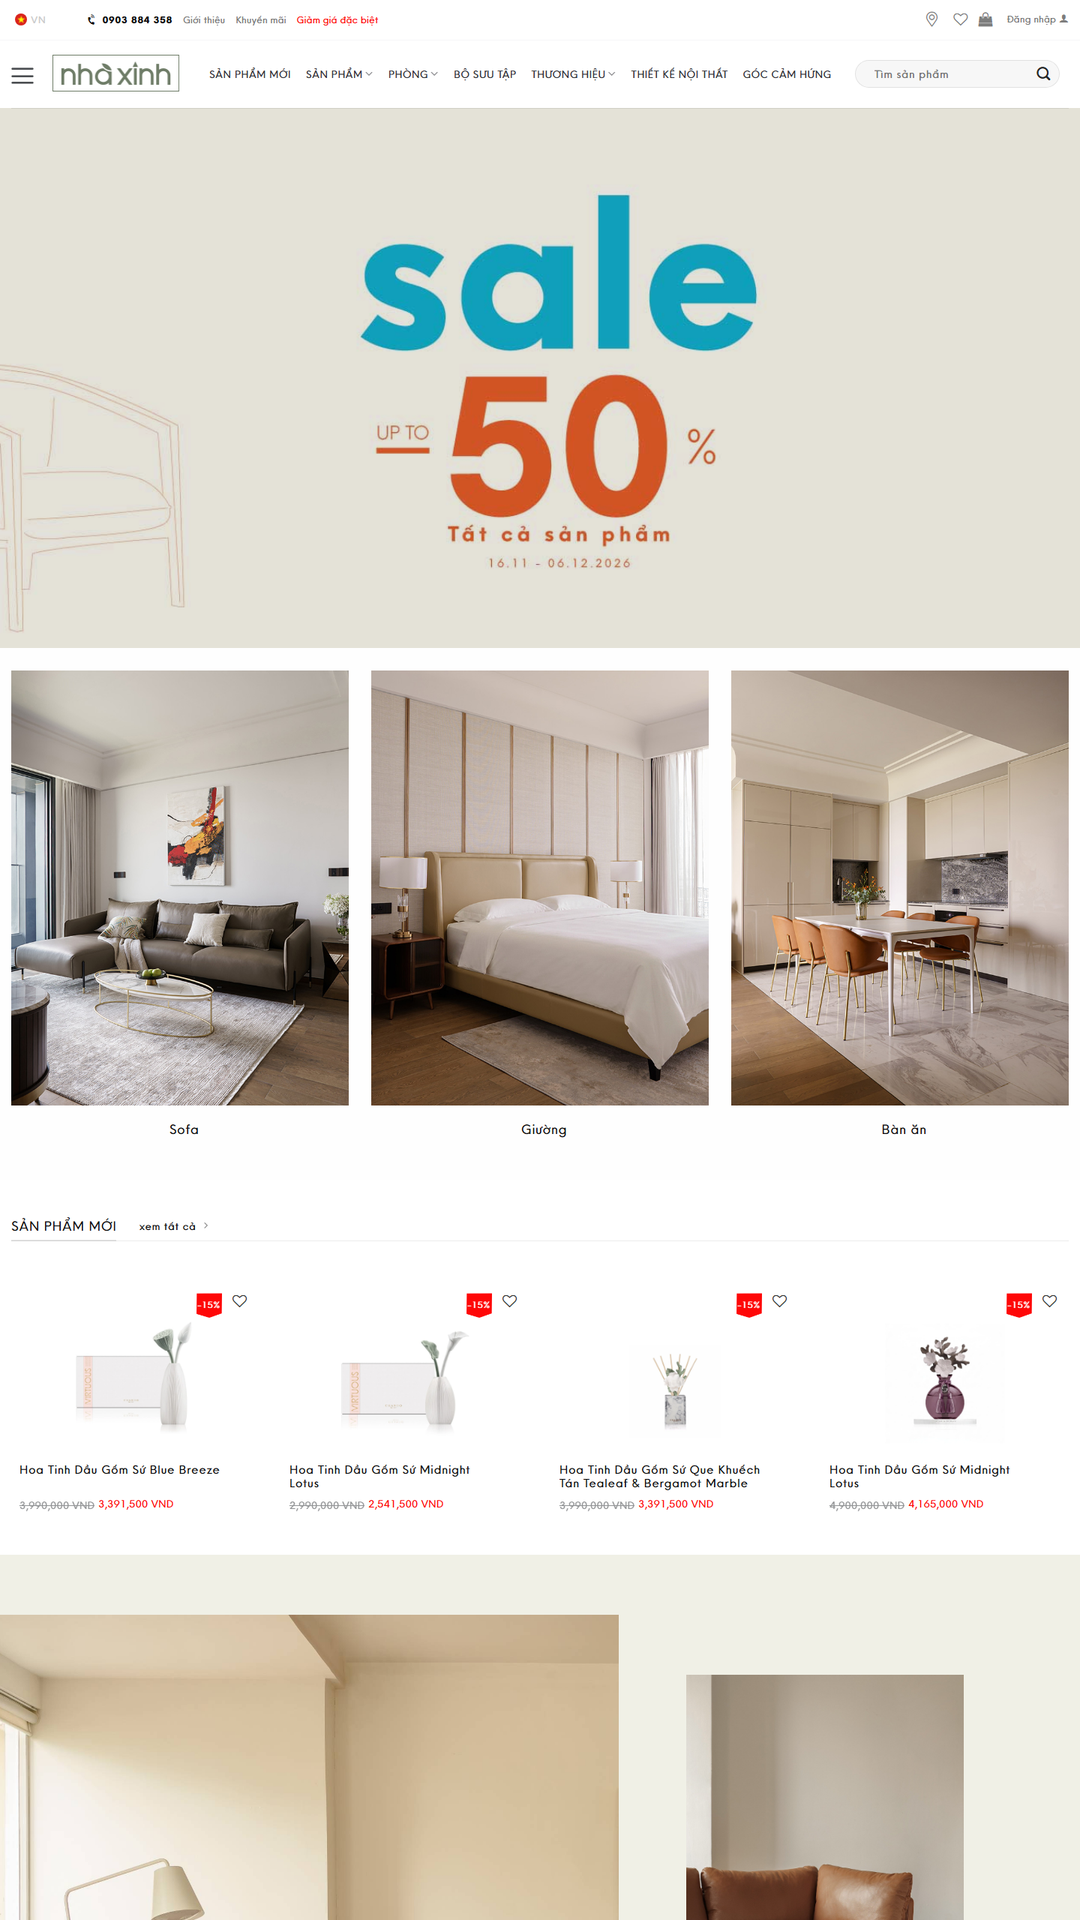 VN
0903 884 358
Giới thiệu
Khuyến mãi
Giảm giá đặc biệt
Đăng nhập
nhà xinh
SẢN PHẨM MỚI
SẢN PHẨM
PHÒNG
BỘ SƯU TẬP
THƯƠNG HIỆU
THIẾT KẾ NỘI THẤT
GÓC CẢM HỨNG
Tìm sản phẩm
sale
UP TO 50 %
Tất cả sản phẩm
16.11 - 06.12.2026
Sofa
Giường
Bàn ăn
SẢN PHẨM MỚI
xem tất cả
-15%
-15%
-15%
-15%
VIRTUOUS
VIRTUOUS
Hoa Tinh Dầu Gốm Sứ Blue Breeze
3,990,000 VND 3,391,500 VND
Hoa Tinh Dầu Gốm Sứ Midnight
Lotus
2,990,000 VND 2,541,500 VND
Hoa Tinh Dầu Gốm Sứ Que Khuếch
Tán Tealeaf & Bergamot Marble
3,990,000 VND 3,391,500 VND
Hoa Tinh Dầu Gốm Sứ Midnight
Lotus
4,900,000 VND 4,165,000 VND